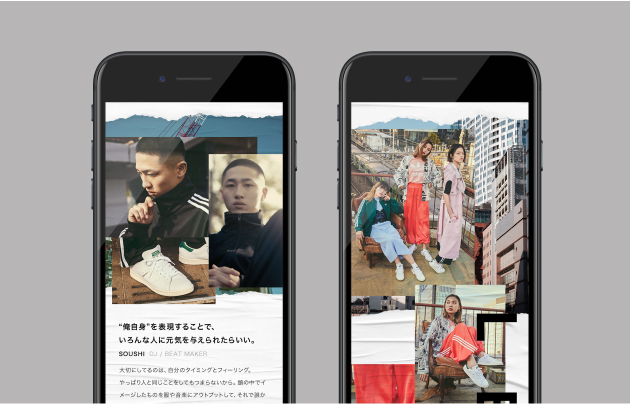 “俺自身”を表現することで、
いろんな人に元気を与えられたらいい。
SOUSHI DJ / BEAT MAKER
大切にしてるのは、自分のタイミングとフィーリング。
やっぱり人と同じことをしてもつまらないから。頭の中でイ
メージしたものを服や音楽にアウトプットして、それで誰か